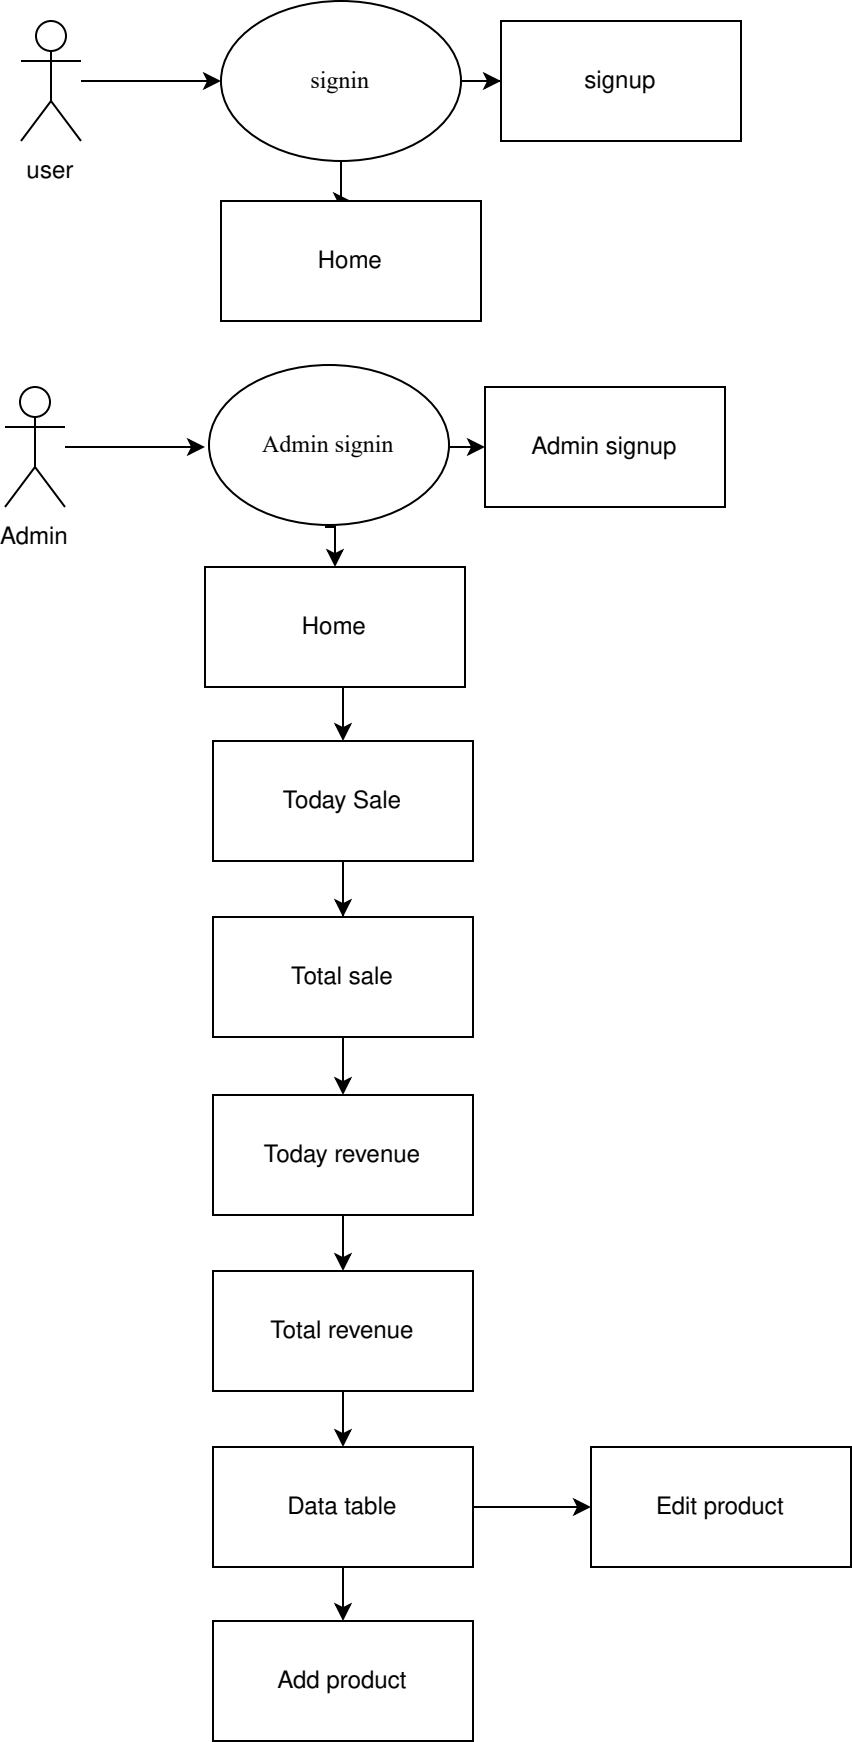 signin
signup
user
Home
Admin signin
Admin signup
Admin
Home
Today Sale
Total sale
Today revenue
Total revenue
Data table
Edit product
Add product